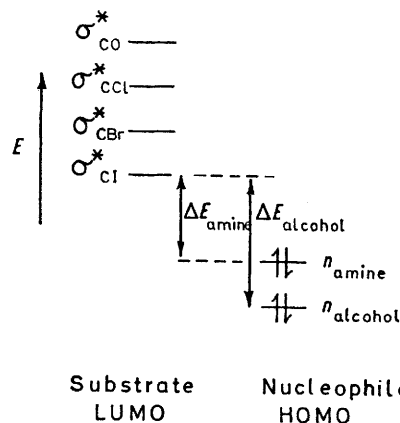 σ*CO
σ*CCl
σ*CBr
σ*CI
E
ΔEamine
ΔEalcohol
namine
nalcohol
Substrate
LUMO
Nucleophile
HOMO